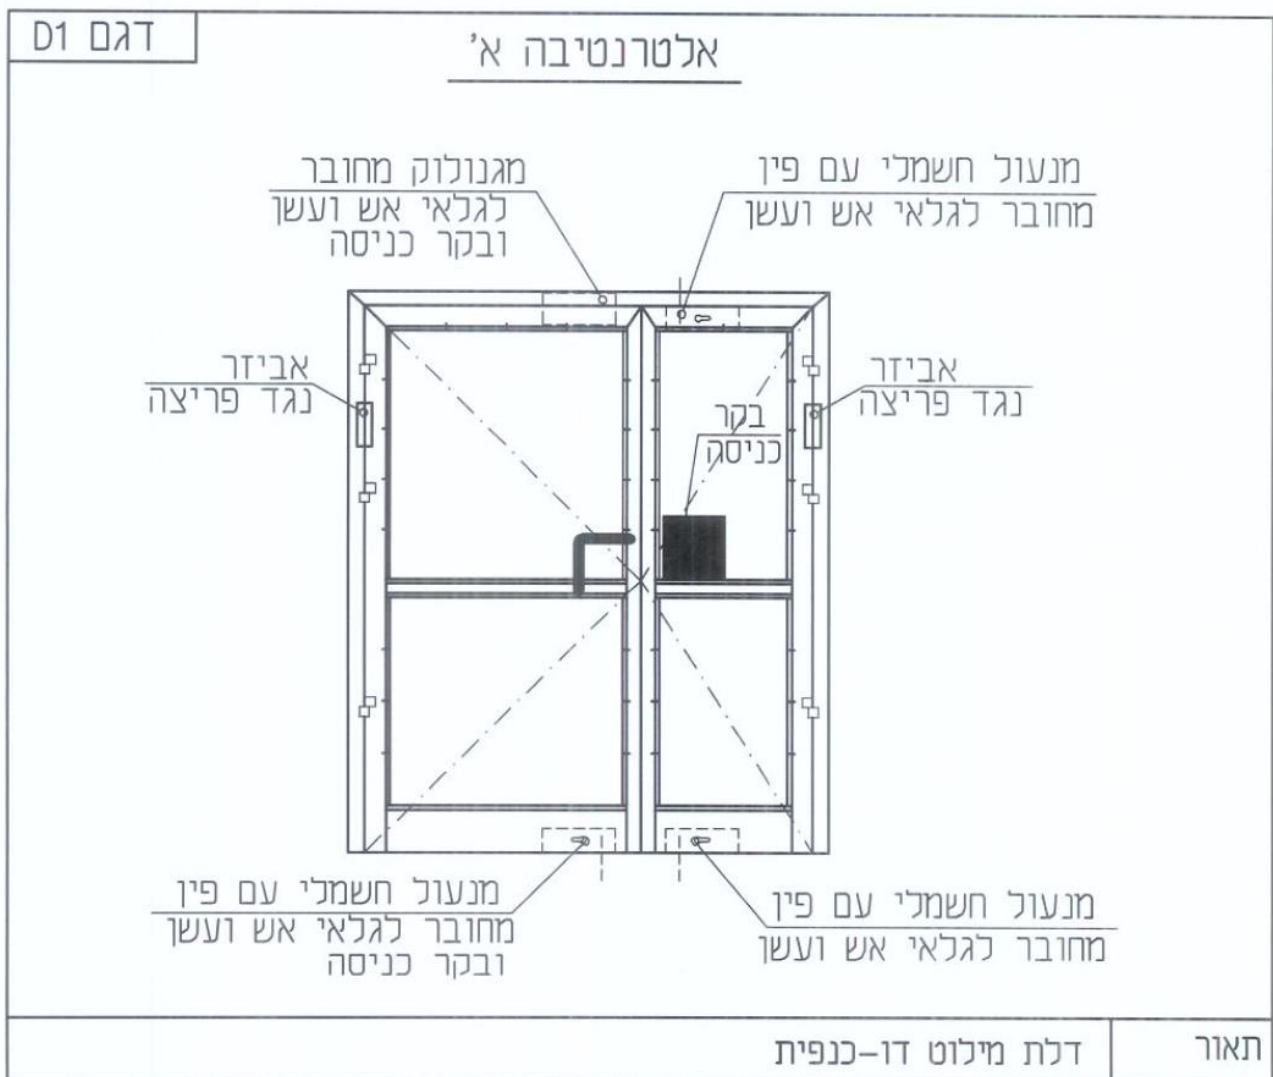 דגם D1
אלטרנטיבה א'
מנעול חשמלי עם פין
מחובר לגלאי אש ועשן
מגנולוק מחובר
לגלאי אש ועשן
ובקר כניסה
אביזר
נגד פריצה
בקר
כניסה
אביזר
נגד פריצה
מנעול חשמלי עם פין
מחובר לגלאי אש ועשן
מנעול חשמלי עם פין
מחובר לגלאי אש ועשן
ובקר כניסה
תאור
דלת מילוט דו-כנפית